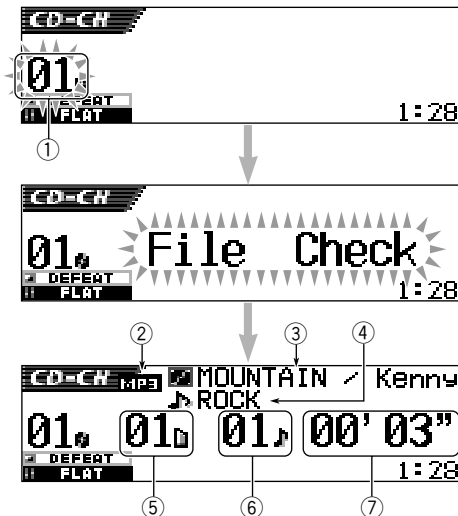 CD-CH
01
DEFEAT
FLAT 1:28
①
CD-CH
01 File Check
DEFEAT
FLAT 1:28
② ③ ④
CD-CH MP3 MOUNTAIN / Kenny
ROCK
01 01 01 00' 03"
DEFEAT
FLAT 1:28
⑤ ⑥ ⑦